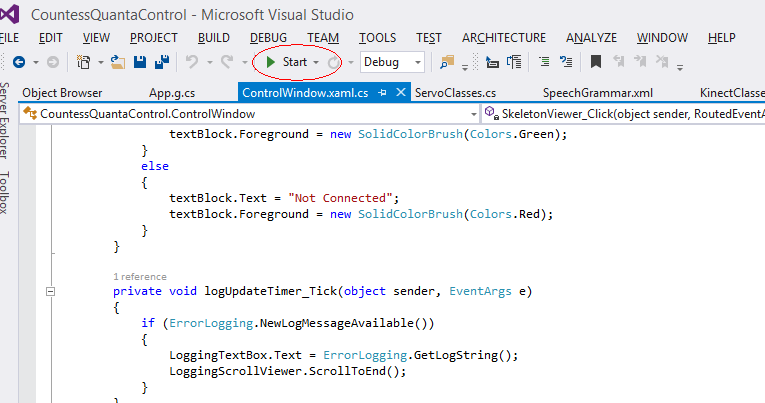 CountessQuantaControl - Microsoft Visual Studio
FILE EDIT VIEW PROJECT BUILD DEBUG TEAM TOOLS TEST ARCHITECTURE ANALYZE WINDOW HELP
Start Debug
Object Browser App.g.cs ControlWindow.xaml.cs ServoClasses.cs SpeechGrammar.xml KinectClasse
CountessQuantaControl.ControlWindow SkeletonViewer_Click(object sender, RoutedEventA
Server Explorer
Toolbox
textBlock.Foreground = new SolidColorBrush(Colors.Green);
}
else
{
textBlock.Text = "Not Connected";
textBlock.Foreground = new SolidColorBrush(Colors.Red);
}
}
1 reference
private void logUpdateTimer_Tick(object sender, EventArgs e)
{
if (ErrorLogging.NewLogMessageAvailable())
{
LoggingTextBox.Text = ErrorLogging.GetLogString();
LoggingScrollViewer.ScrollToEnd();
}
}